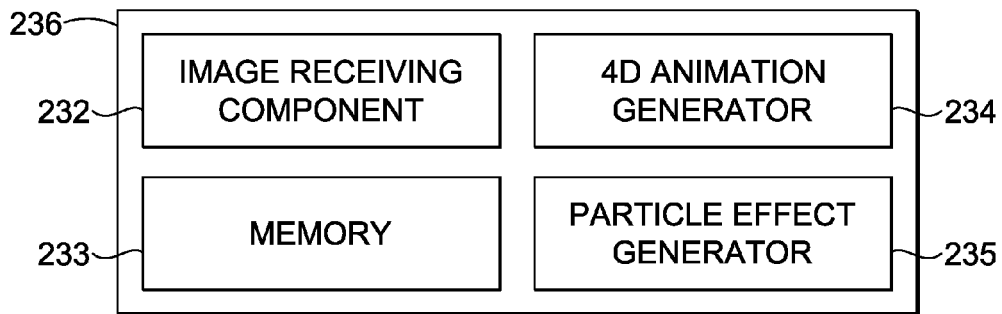 236
IMAGE RECEIVING
COMPONENT
232
4D ANIMATION
GENERATOR
234
MEMORY
233
PARTICLE EFFECT
GENERATOR
235